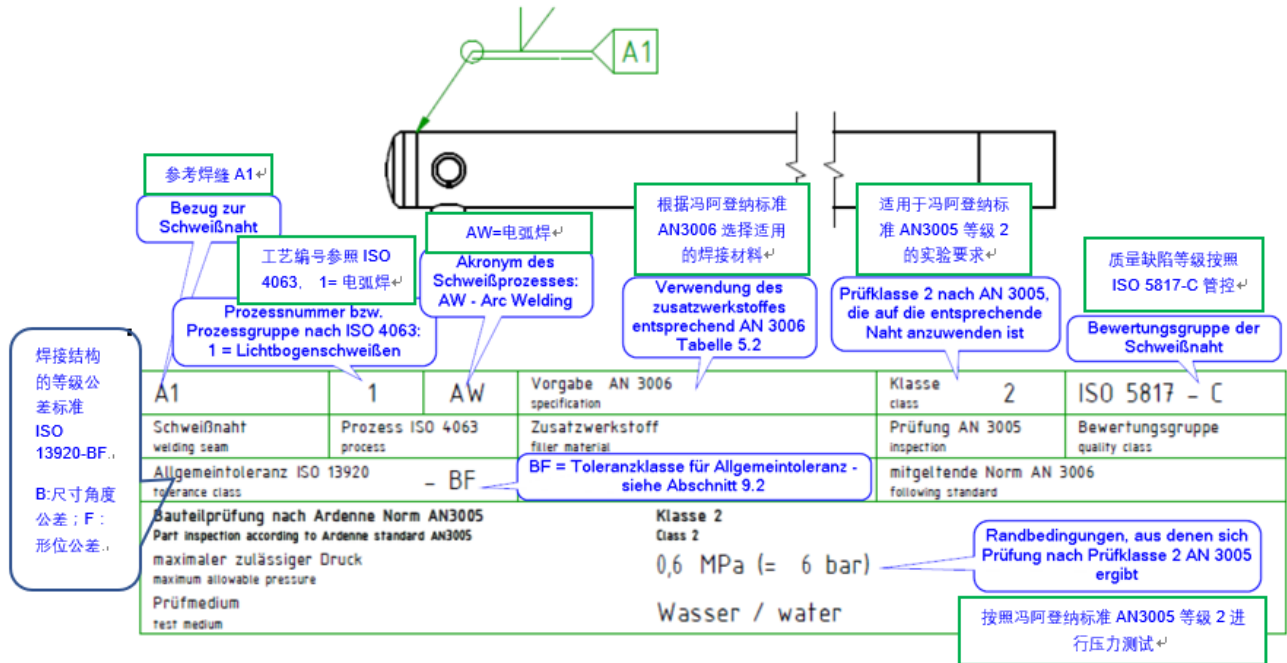 A1
参考焊缝 A1
Bezug zur
Schweißnaht
工艺编号参照 ISO
4063, 1= 电弧焊
Prozessnummer bzw.
Prozessgruppe nach ISO 4063:
1 = Lichtbogenschweißen
AW=电弧焊
Akronym des
Schweißprozesses:
AW - Arc Welding
根据冯阿登纳标准
AN3006 选择适用
的焊接材料
Verwendung des
zusatzwerkstoffes
entsprechend AN 3006
Tabelle 5.2
适用于冯阿登纳标
准 AN3005 等级 2
的实验要求
Prüfklasse 2 nach AN 3005,
die auf die entsprechende
Naht anzuwenden ist
质量缺陷等级按照
ISO 5817-C 管控
Bewertungsgruppe der
Schweißnaht
焊接结构
的等级公
差标准
ISO
13920-BF.
B:尺寸角度
公差；F：
形位公差.
A1 1 AW Vorgabe AN 3006 Klasse 2 ISO 5817 - C
specification class
Schweißnaht Prozess ISO 4063 Zusatzwerkstoff Prüfung AN 3005 Bewertungsgruppe
welding seam process filler material inspection quality class
Allgemeintoleranz ISO 13920 - BF mitgeltende Norm AN 3006
tolerance class following standard
BF = Toleranzklasse für Allgemeintoleranz -
siehe Abschnitt 9.2
Bauteilprüfung nach Ardenne Norm AN3005 Klasse 2
Part inspection according to Ardenne standard AN3005 Class 2
maximaler zulässiger Druck 0,6 MPa (= 6 bar)
maximum allowable pressure
Prüfmedium Wasser / water
test medium
Randbedingungen, aus denen sich
Prüfung nach Prüfklasse 2 AN 3005
ergibt
按照冯阿登纳标准 AN3005 等级 2 进
行压力测试